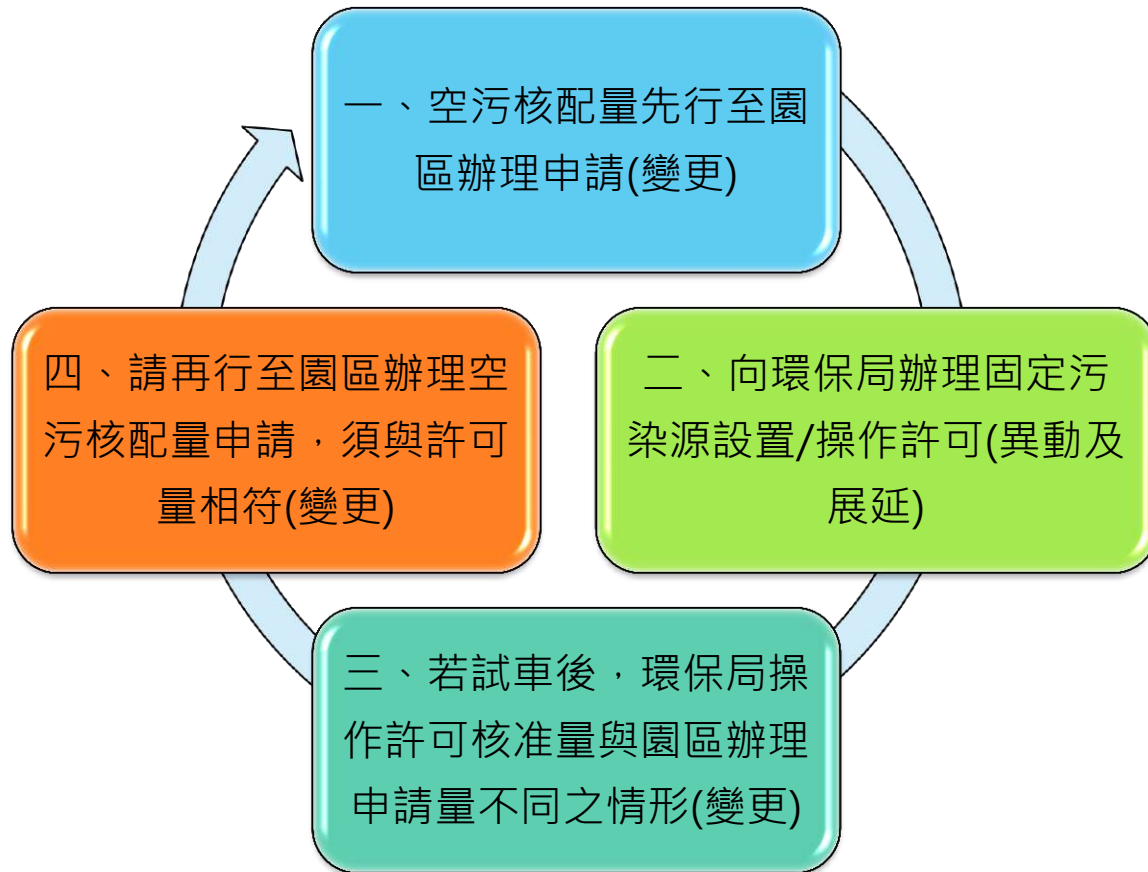 一、空污核配量先行至園
區辦理申請(變更)
二、向環保局辦理固定污
染源設置/操作許可(異動及
展延)
三、若試車後，環保局操
作許可核准量與園區辦理
申請量不同之情形(變更)
四、請再行至園區辦理空
污核配量申請，須與許可
量相符(變更)